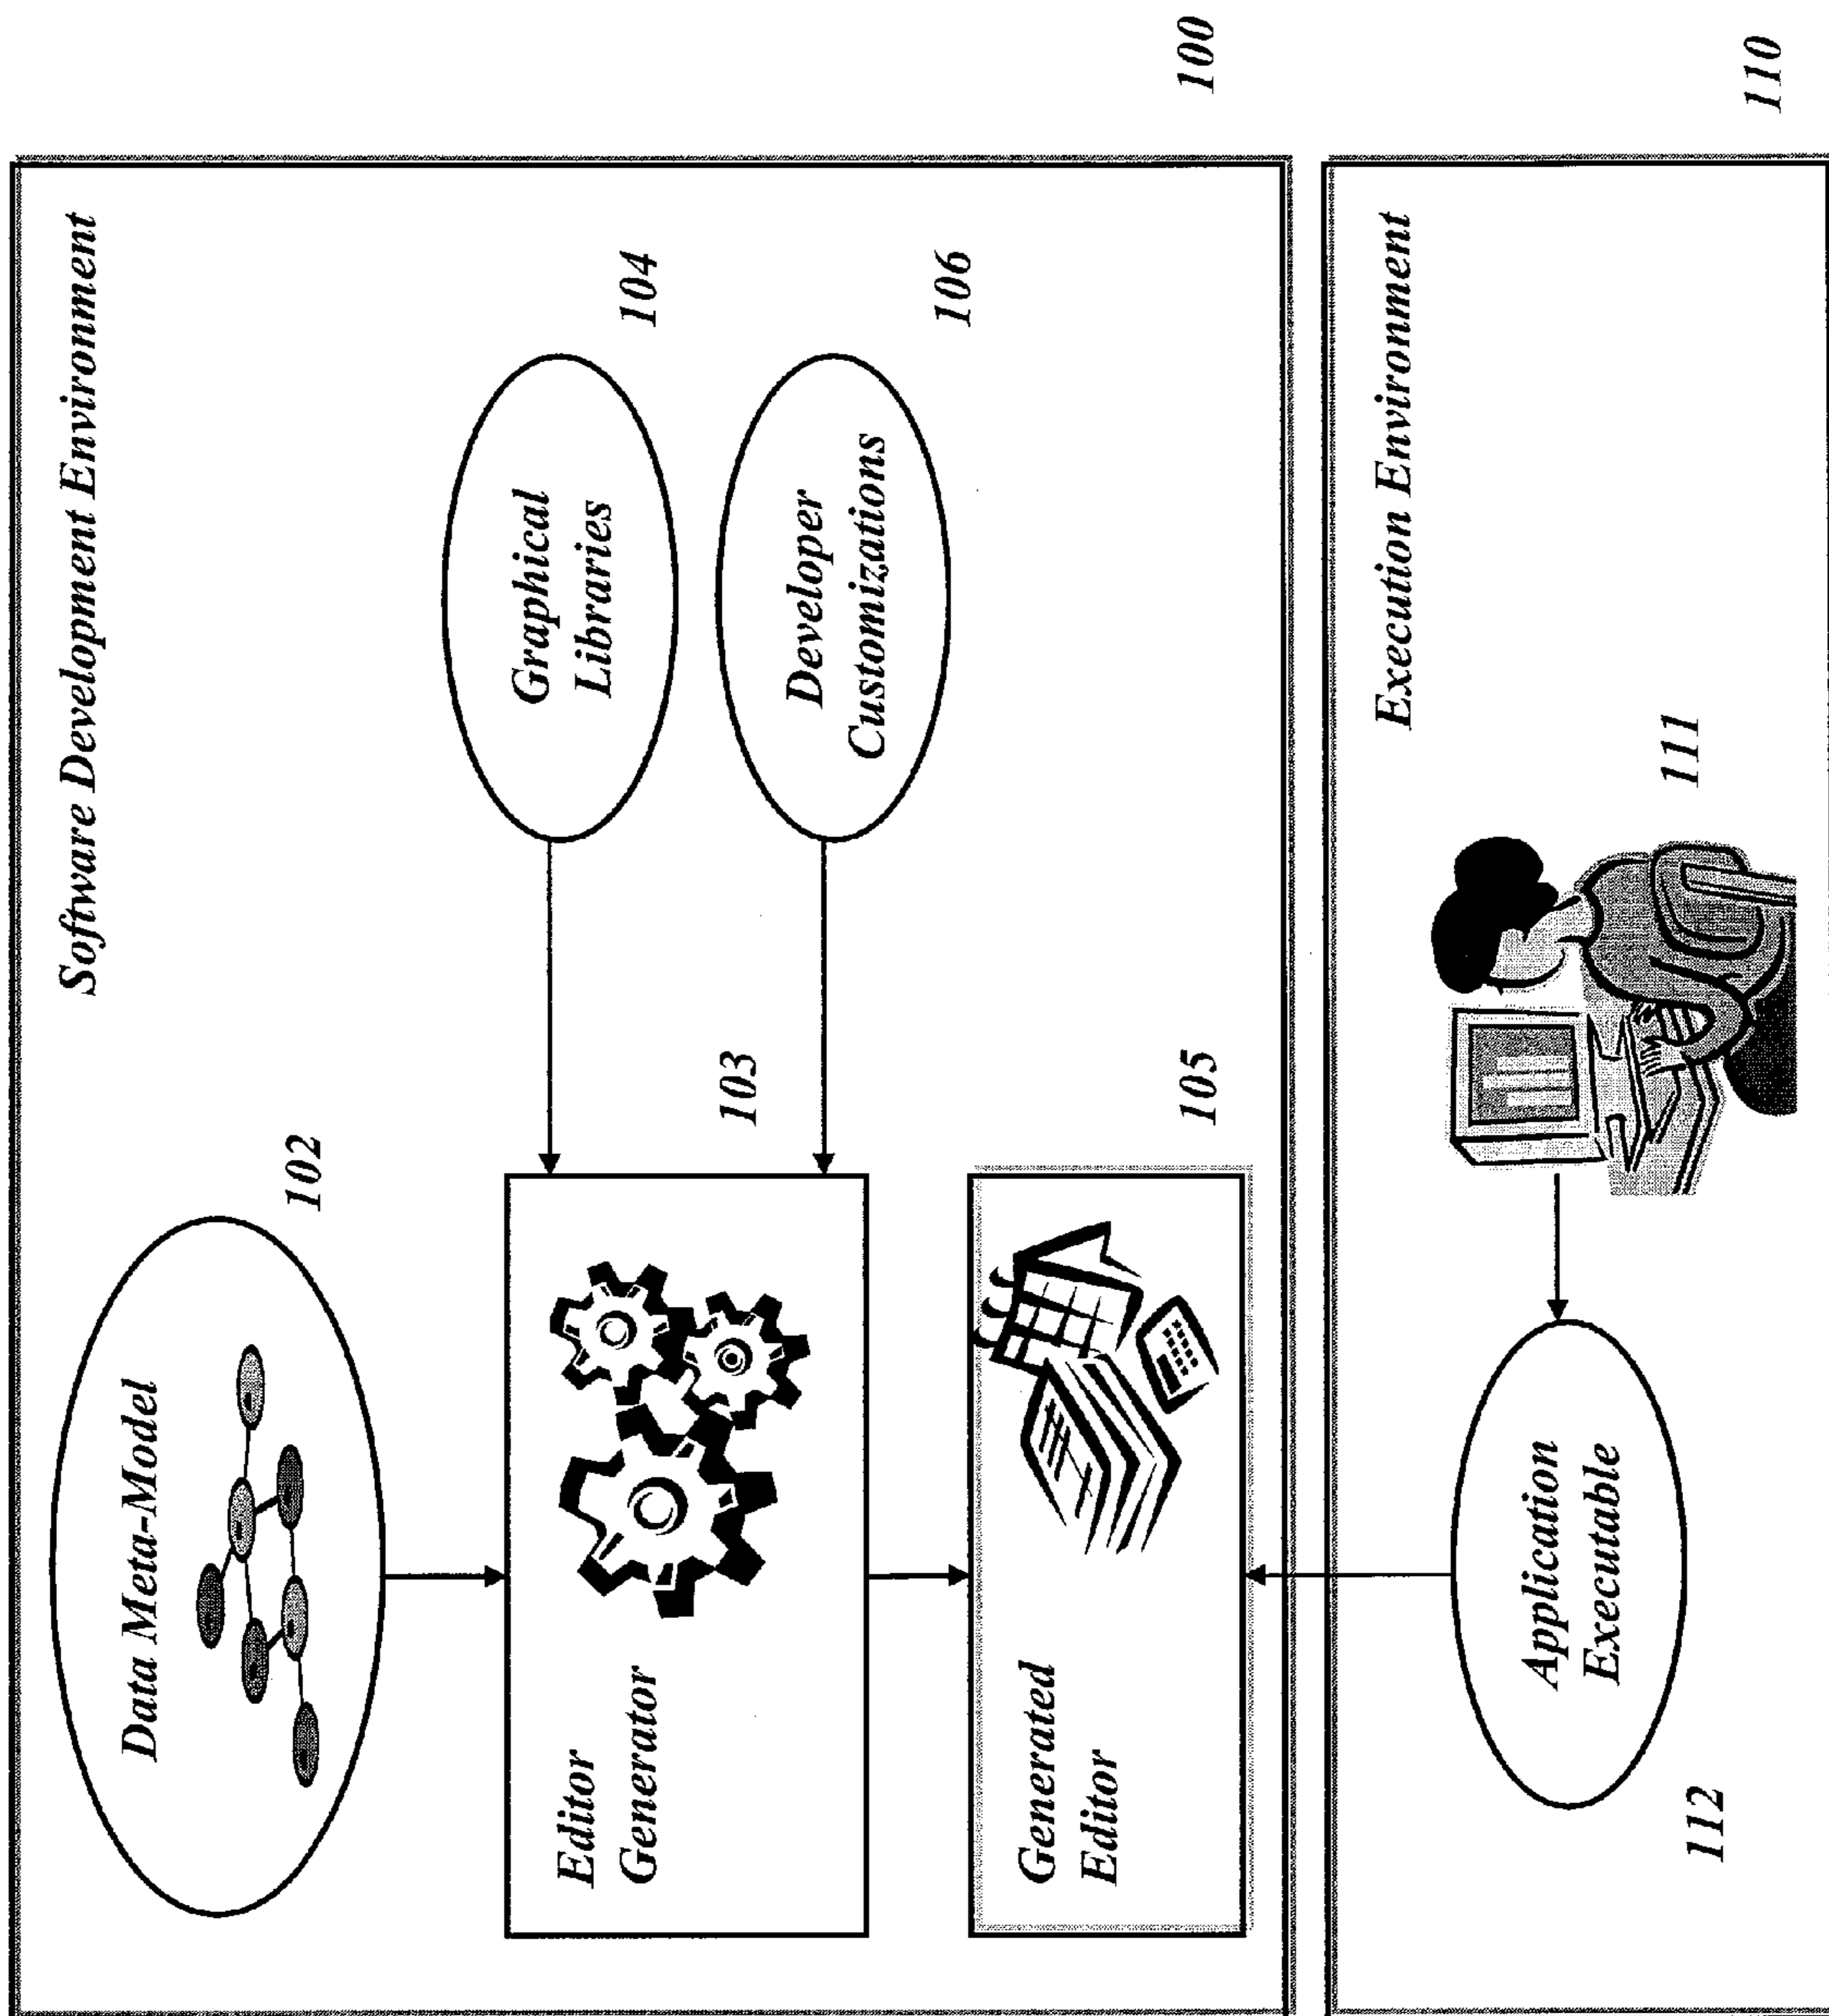 Software Development Environment
100
Data Meta-Model
102
Editor
Generator
103
Graphical
Libraries
104
Developer
Customizations
106
Generated
Editor
105
Execution Environment
110
111
Application
Executable
112